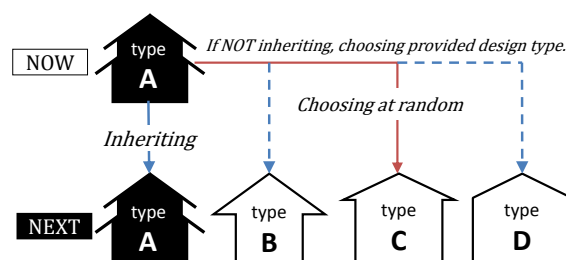 type
A
If NOT inheriting, choosing provided design type.
NOW
Choosing at random
Inheriting
type
A
type
B
type
C
type
D
NEXT